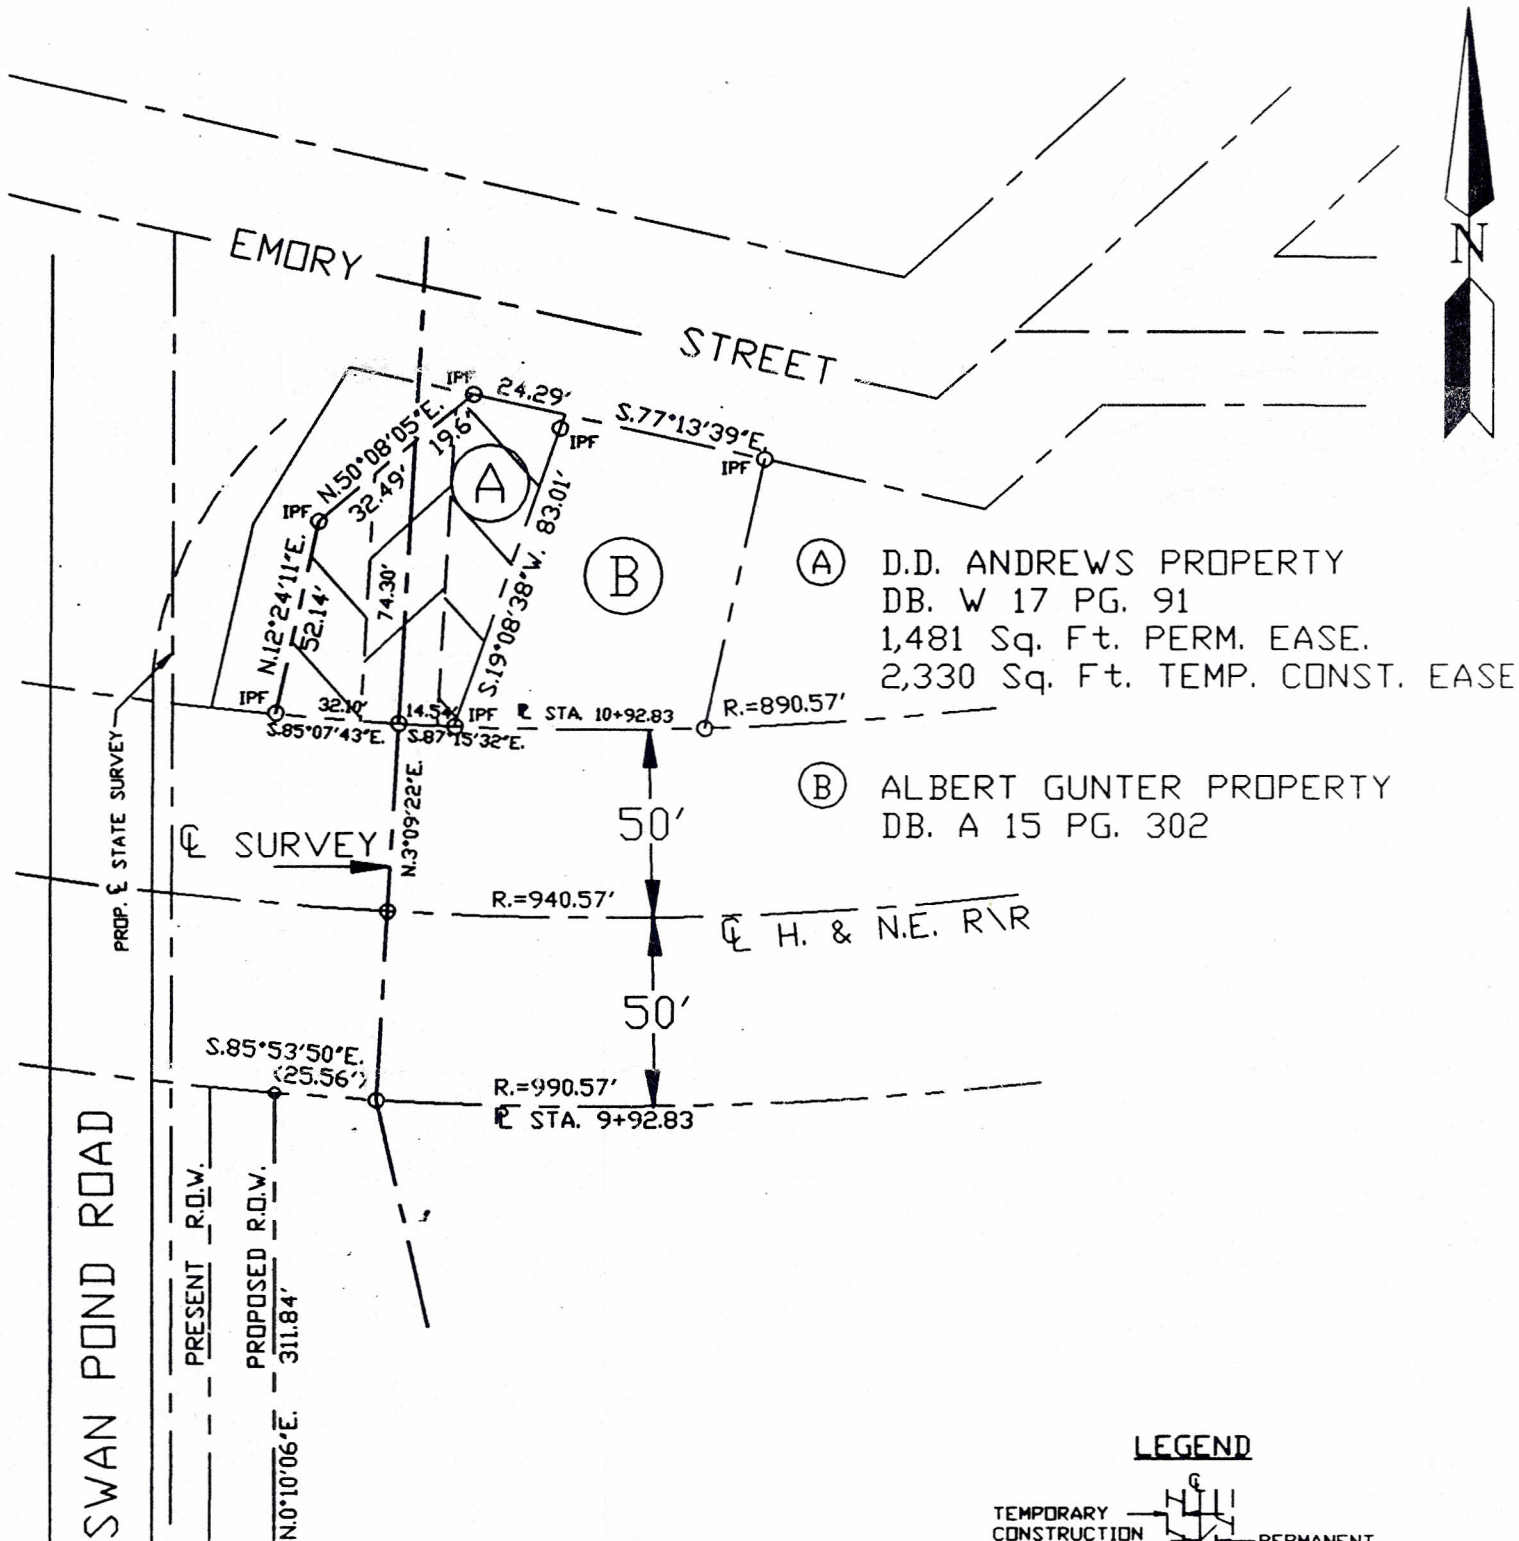 EMORY
STREET
N
IPF
24.29'
S.77°13'39"E.
IPF
IPF
N.50°08'05"E.
19.6'
32.49'
IPF
A
83.01'
S.19°08'38"W.
B
N.12°24'11"E.
52.14'
74.30'
A D.D. ANDREWS PROPERTY
DB. W 17 PG. 91
1,481 Sq. Ft. PERM. EASE.
2,330 Sq. Ft. TEMP. CONST. EASE
IPF
32.10'
14.54'
IPF
STA. 10+92.83
R.=890.57'
S.85°07'43"E.
S.87°15'32"E.
B ALBERT GUNTER PROPERTY
DB. A 15 PG. 302
PROP. ℄ STATE SURVEY
N.3°09'22"E.
50'
℄ SURVEY
R.=940.57'
℄ H. & N.E. R\R
50'
S.85°53'50"E.
(25.56')
R.=990.57'
STA. 9+92.83
SWAN POND ROAD
PRESENT R.O.W.
PROPOSED R.O.W.
311.84'
N.0°10'06"E.
LEGEND
℄
TEMPORARY
CONSTRUCTION
PERMANENT